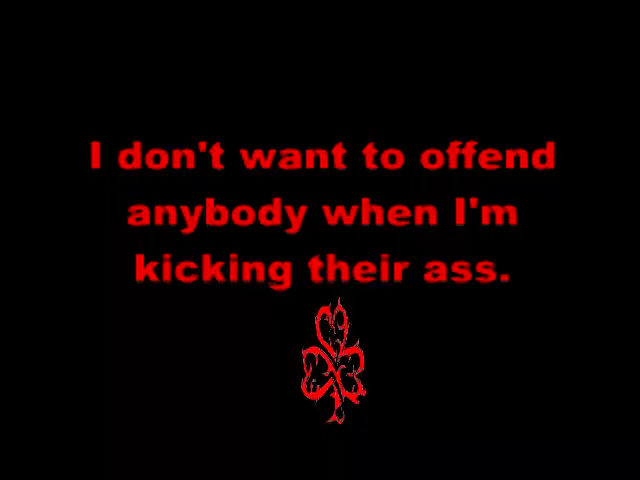 I don't want to offend
anybody when I'm
kicking their ass.